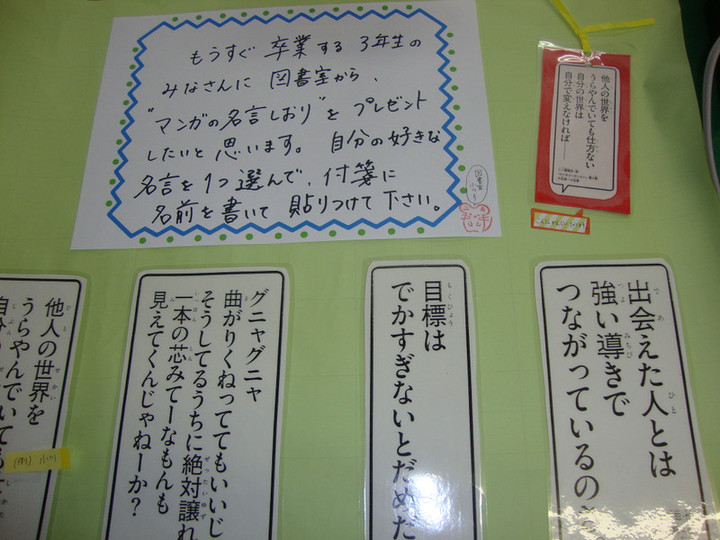 もうすぐ 卒業する 3年生の
みなさんに 図書室から、
"マンガの名言しおり"を プレゼント
したいと 思います。 自分の好きな
名言を 1つ選んで、付箋に
名前を書いて 貼りつけて下さい。
図書室
他人の世界を
うらやんでいても仕方ない
自分の世界は
自分で変えなければ――
出会えた人とは
強い導きで
つながっているの
目標は
でかすぎないとだめだ
グニャグニャ
曲がりくねっててもいいじ
そうしてるうちに絶対譲れ
一本の芯みてーなもんも
見えてくんじゃねーか?
他人の世界を
うらやんでいても
自分
(例) 小川